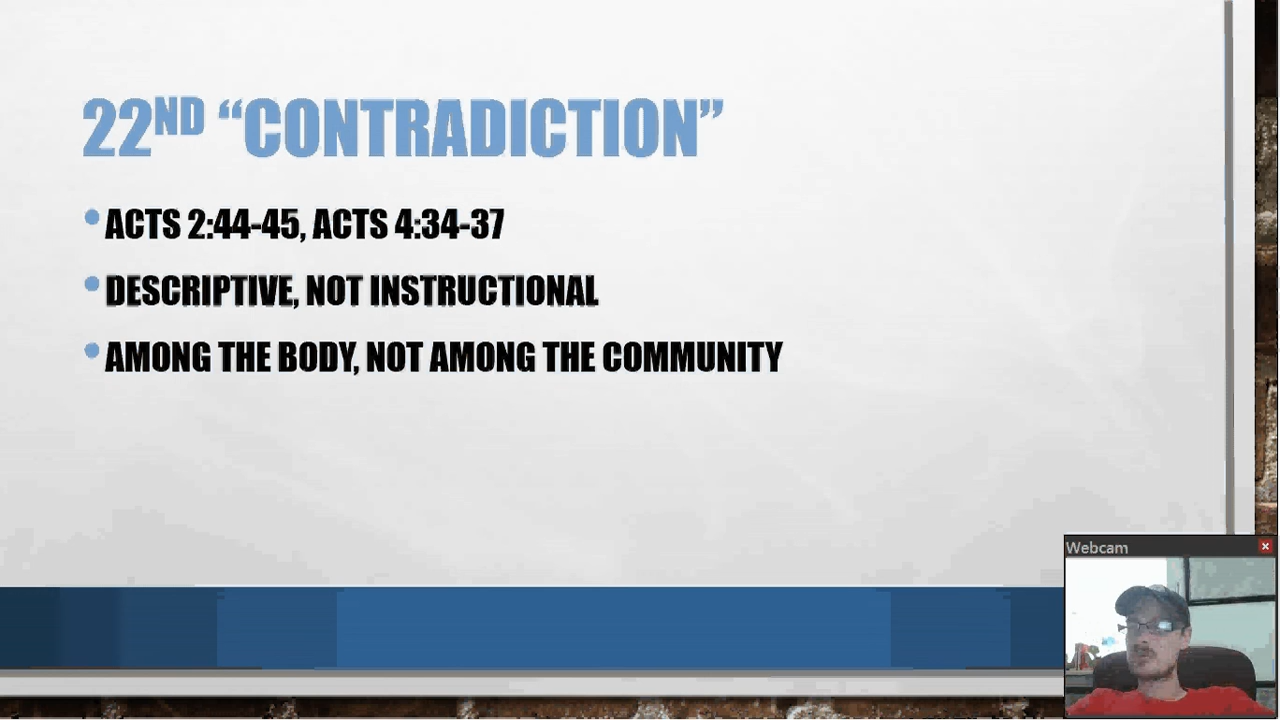 22ND “CONTRADICTION”
ACTS 2:44-45, ACTS 4:34-37
DESCRIPTIVE, NOT INSTRUCTIONAL
AMONG THE BODY, NOT AMONG THE COMMUNITY
Webcam